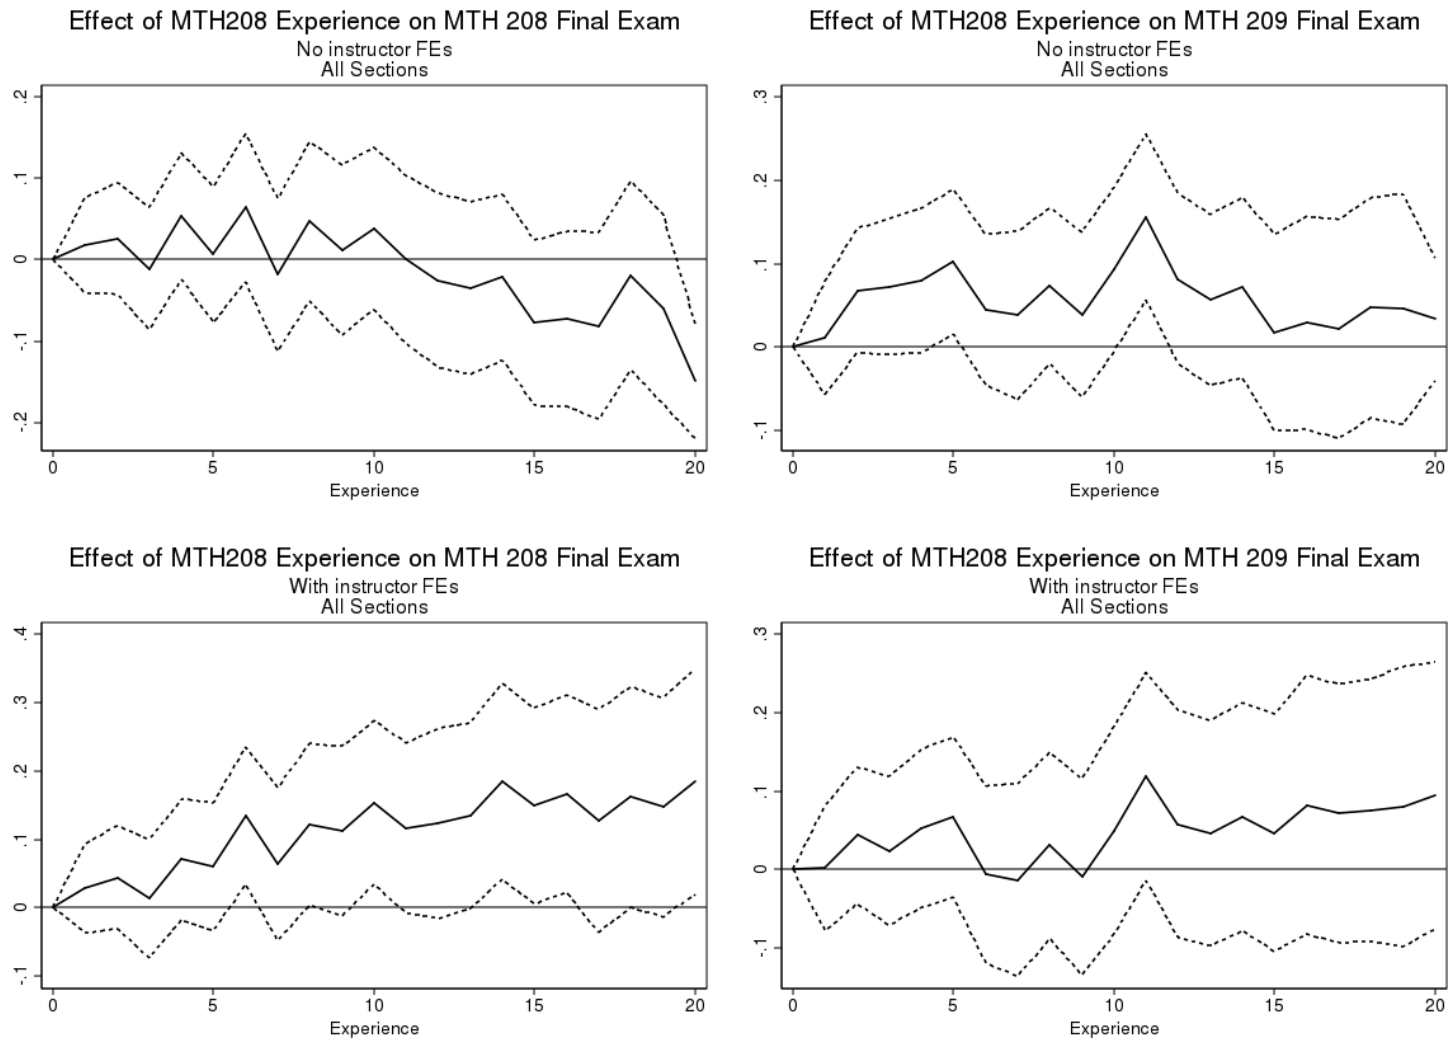 Effect of MTH208 Experience on MTH 208 Final Exam
No instructor FEs
All Sections
.2
.1
0
-.1
-.2
0 5 10 15 20
Experience
Effect of MTH208 Experience on MTH 209 Final Exam
No instructor FEs
All Sections
.3
.2
.1
0
-.1
0 5 10 15 20
Experience
Effect of MTH208 Experience on MTH 208 Final Exam
With instructor FEs
All Sections
.4
.3
.2
.1
0
-.1
0 5 10 15 20
Experience
Effect of MTH208 Experience on MTH 209 Final Exam
With instructor FEs
All Sections
.3
.2
.1
0
-.1
0 5 10 15 20
Experience